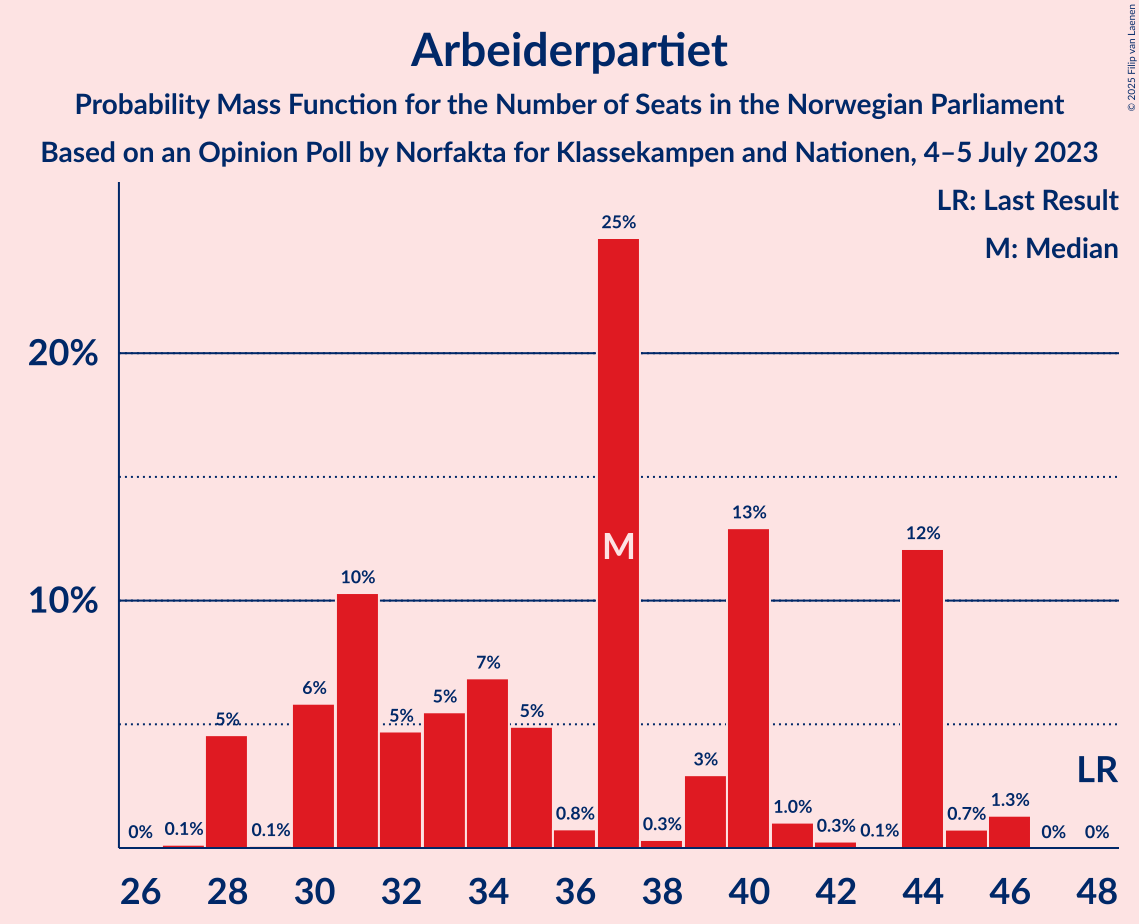 Arbeiderpartiet
Probability Mass Function for the Number of Seats in the Norwegian Parliament
Based on an Opinion Poll by Norfakta for Klassekampen and Nationen, 4–5 July 2023
© 2025 Filip van Laenen
LR: Last Result
M: Median
20%
10%
0%
0.1%
5%
0.1%
6%
10%
5%
5%
7%
5%
0.8%
25%
M
0.3%
3%
13%
1.0%
0.3%
0.1%
12%
0.7%
1.3%
0%
0%
LR
26 28 30 32 34 36 38 40 42 44 46 48